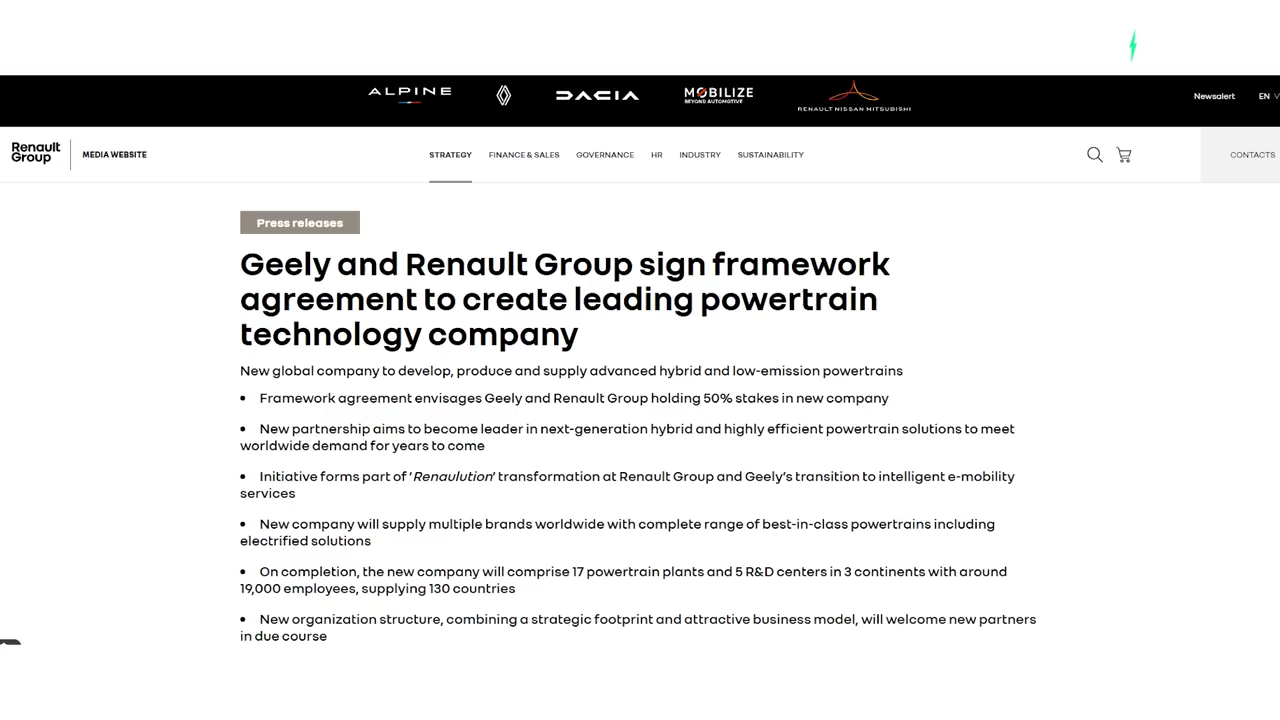 ALPINE
DACIA
MOBILIZE
BEYOND AUTOMOTIVE
RENAULT NISSAN MITSUBISHI
Newsalert
EN
Renault
Group
MEDIA WEBSITE
STRATEGY
FINANCE & SALES
GOVERNANCE
HR
INDUSTRY
SUSTAINABILITY
CONTACTS
Press releases
Geely and Renault Group sign framework
agreement to create leading powertrain
technology company
New global company to develop, produce and supply advanced hybrid and low-emission powertrains
• Framework agreement envisages Geely and Renault Group holding 50% stakes in new company
• New partnership aims to become leader in next-generation hybrid and highly efficient powertrain solutions to meet
worldwide demand for years to come
• Initiative forms part of 'Renaulution' transformation at Renault Group and Geely's transition to intelligent e-mobility
services
• New company will supply multiple brands worldwide with complete range of best-in-class powertrains including
electrified solutions
• On completion, the new company will comprise 17 powertrain plants and 5 R&D centers in 3 continents with around
19,000 employees, supplying 130 countries
• New organization structure, combining a strategic footprint and attractive business model, will welcome new partners
in due course